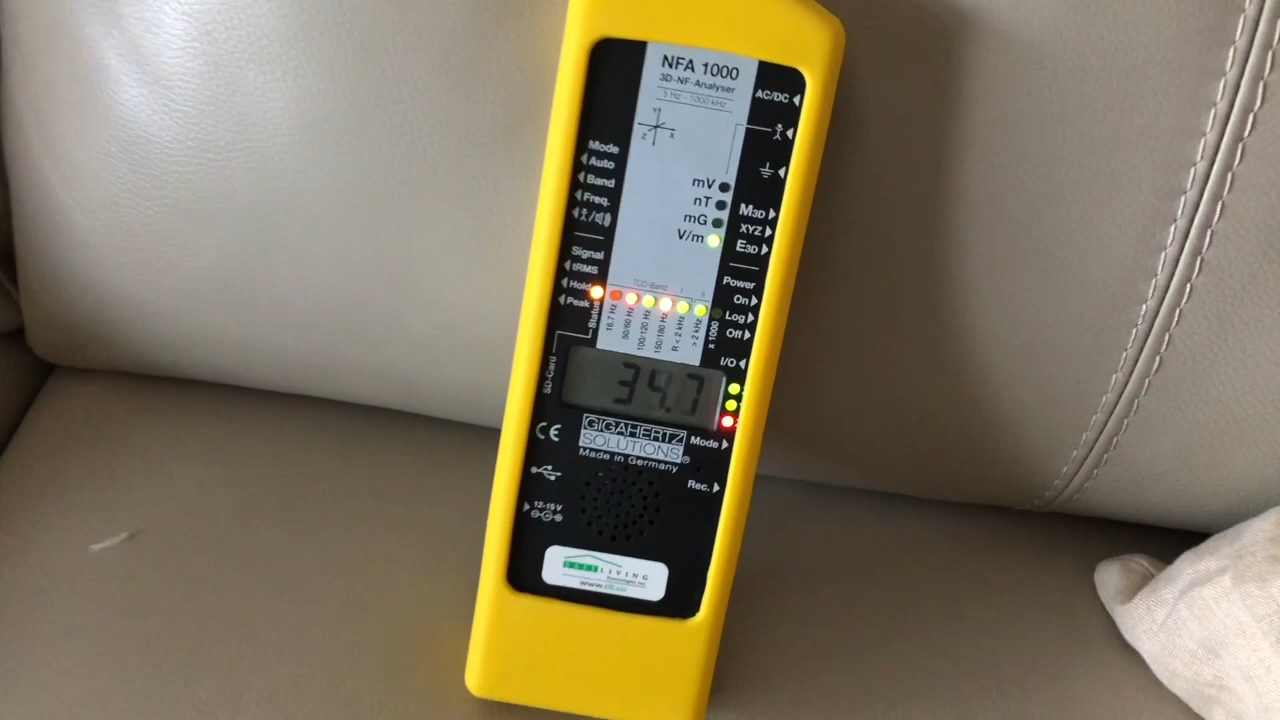 NFA 1000
3D-NF-Analyser
5 Hz - 1000 kHz
AC/DC
Y
Z
X
Mode
Auto
Band
Freq.
mV
nT
mG
V/m
M3D
XYZ
E3D
Signal
tRMS
Hold
Peak
Status
Power
On
Log
Off
16.7 Hz
50/60 Hz
100/120 Hz
150/180 Hz
R < 2 kHz
> 2 kHz
x 1000
I/O
SD-Card
34.7
CE
GIGAHERTZ
SOLUTIONS®
Made in Germany
Mode
Rec.
12-15 V
SAFE LIVING